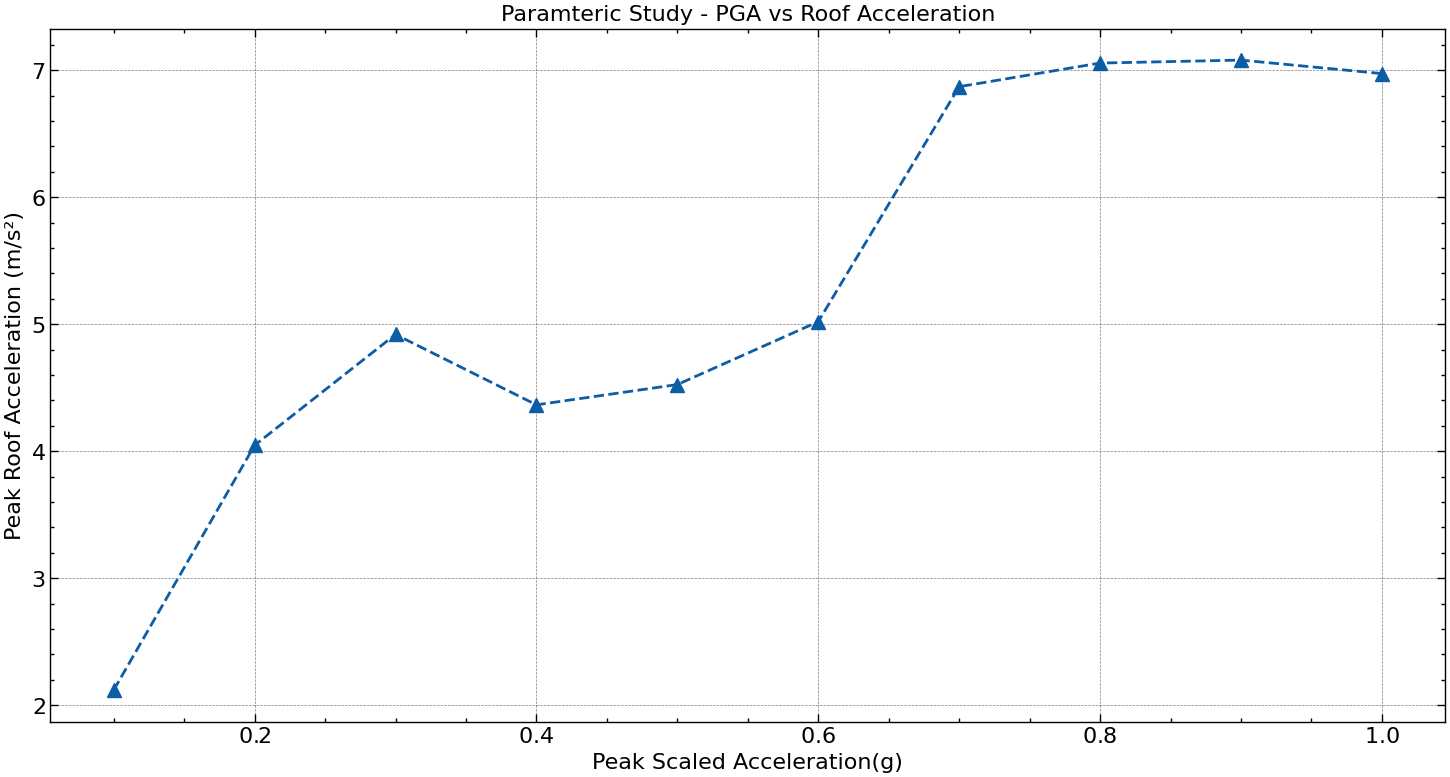 Paramteric Study - PGA vs Roof Acceleration
Peak Roof Acceleration (m/s²)
7
6
5
4
3
2
0.2 0.4 0.6 0.8 1.0
Peak Scaled Acceleration(g)